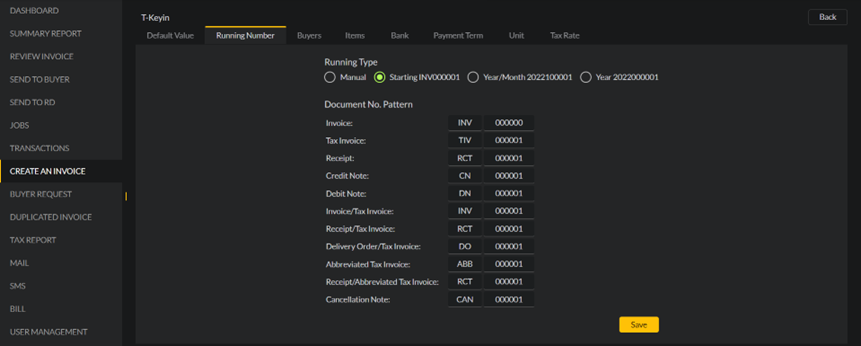 DASHBOARD
SUMMARY REPORT
REVIEW INVOICE
SEND TO BUYER
SEND TO RD
JOBS
TRANSACTIONS
CREATE AN INVOICE
BUYER REQUEST
DUPLICATED INVOICE
TAX REPORT
MAIL
SMS
BILL
USER MANAGEMENT
T-Keyin
Back
Default Value Running Number Buyers Items Bank Payment Term Unit Tax Rate
Running Type
Manual Starting INV000001 Year/Month 2022100001 Year 2022000001
Document No. Pattern
Invoice: INV 000000
Tax Invoice: TIV 000001
Receipt: RCT 000001
Credit Note: CN 000001
Debit Note: DN 000001
Invoice/Tax Invoice: INV 000001
Receipt/Tax Invoice: RCT 000001
Delivery Order/Tax Invoice: DO 000001
Abbreviated Tax Invoice: ABB 000001
Receipt/Abbreviated Tax Invoice: RCT 000001
Cancellation Note: CAN 000001
Save